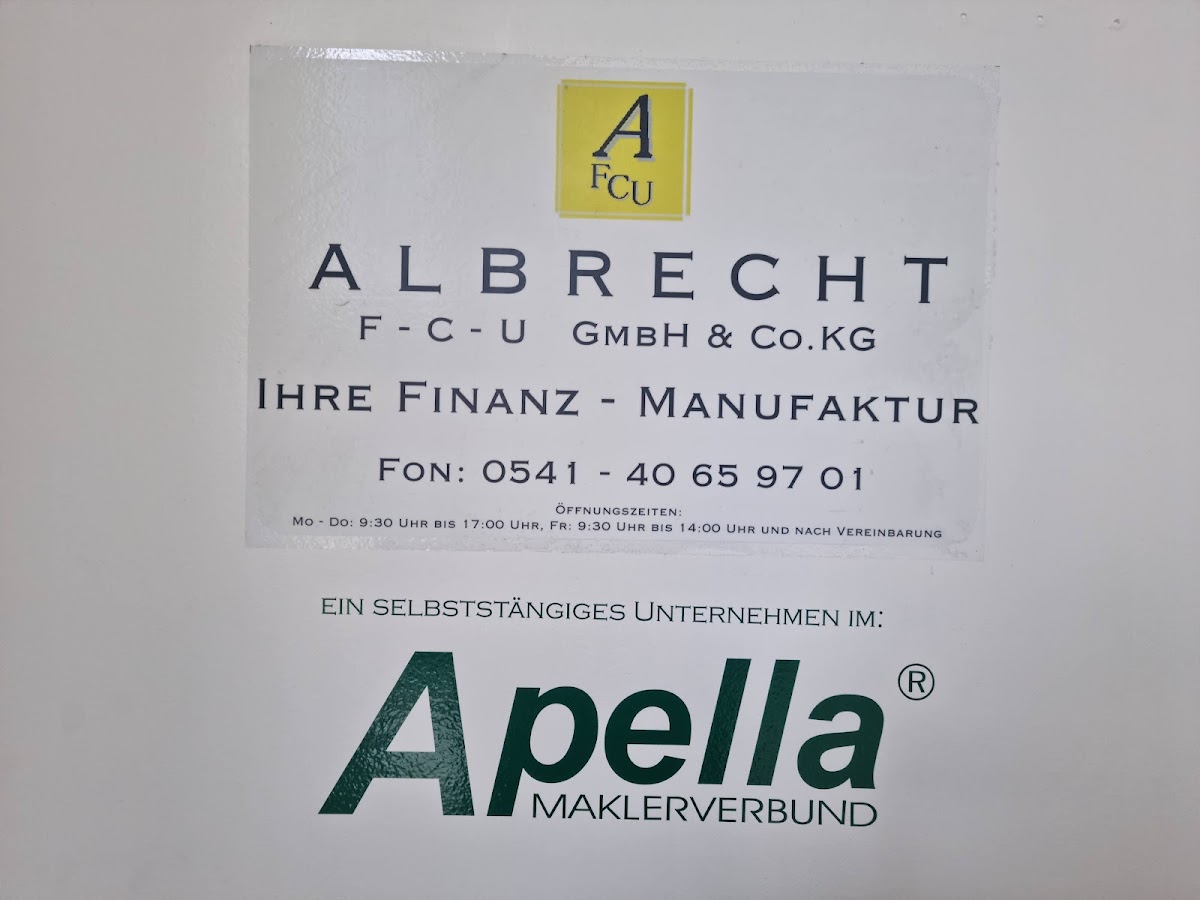 A
FCU
ALBRECHT
F - C - U GMBH & CO.KG
IHRE FINANZ - MANUFAKTUR
FON: 0541 - 40 65 97 01
ÖFFNUNGSZEITEN:
MO - DO: 9:30 UHR BIS 17:00 UHR, FR: 9:30 UHR BIS 14:00 UHR UND NACH VEREINBARUNG
EIN SELBSTSTÄNGIGES UNTERNEHMEN IM:
Apella®
MAKLERVERBUND